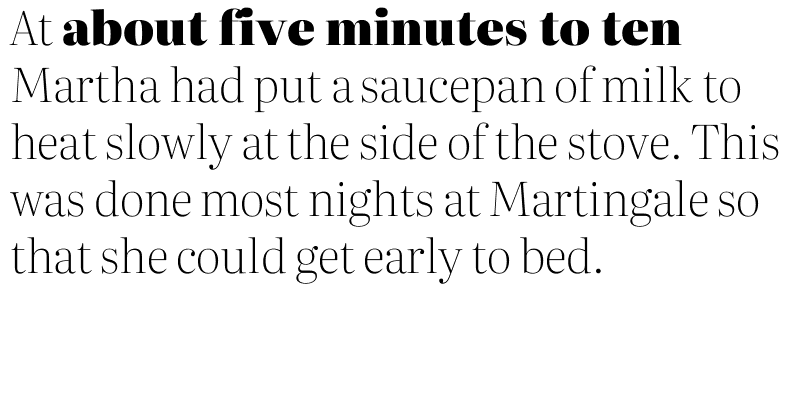 At about five minutes to ten
Martha had put a saucepan of milk to
heat slowly at the side of the stove. This
was done most nights at Martingale so
that she could get early to bed.